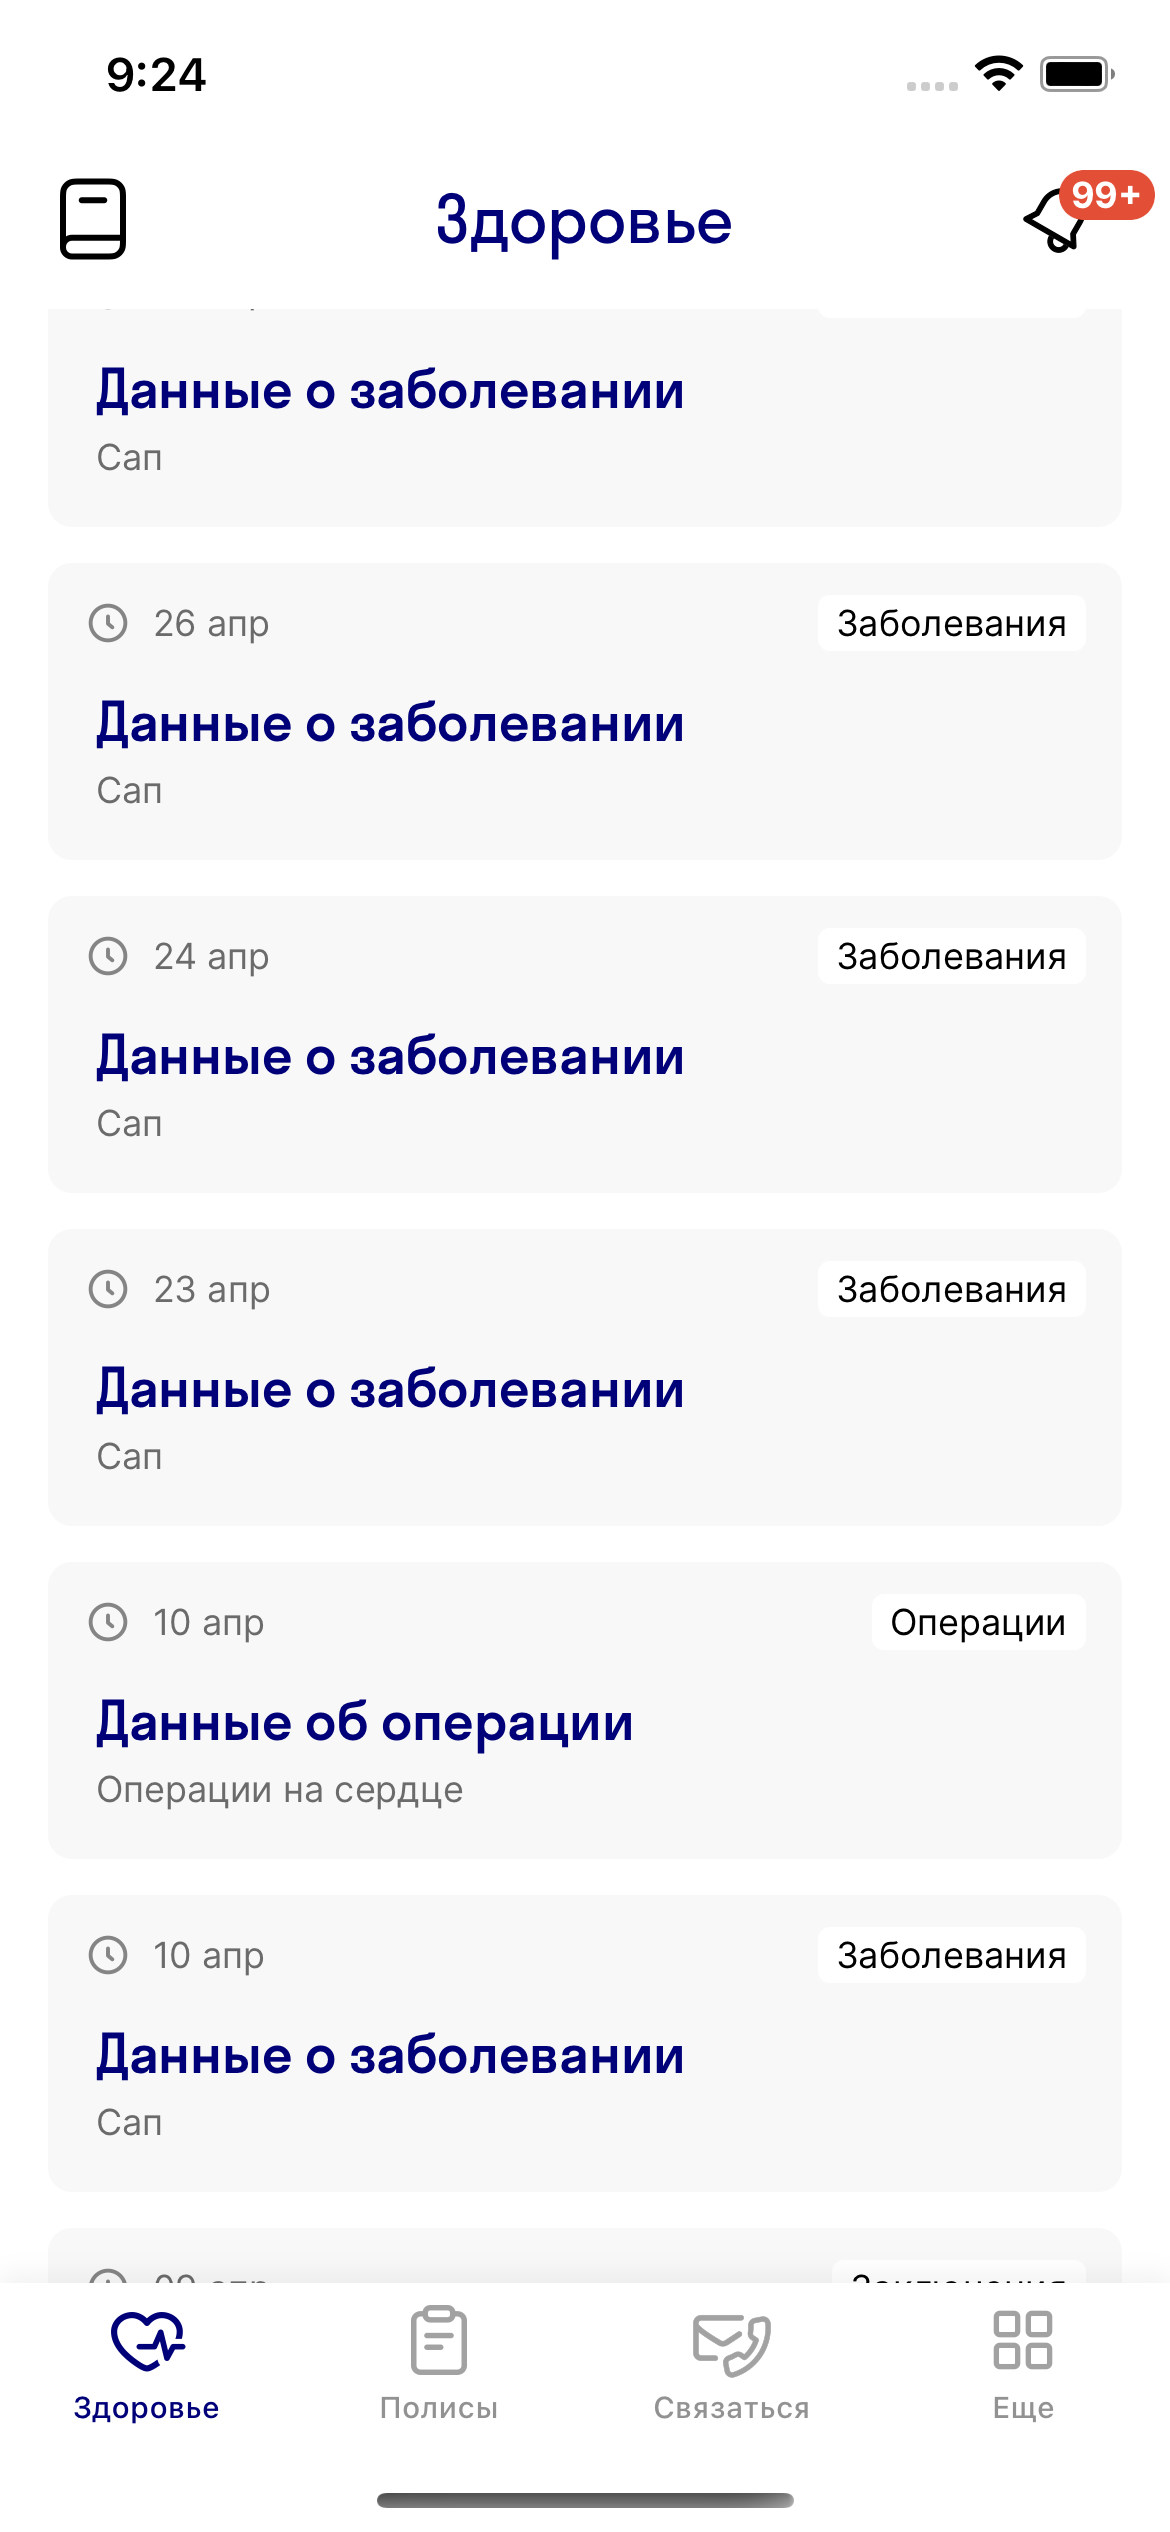 9:24
Здоровье
99+
Данные о заболевании
Сап
26 апр
Заболевания
Данные о заболевании
Сап
24 апр
Заболевания
Данные о заболевании
Сап
23 апр
Заболевания
Данные о заболевании
Сап
10 апр
Операции
Данные об операции
Операции на сердце
10 апр
Заболевания
Данные о заболевании
Сап
Здоровье
Полисы
Связаться
Еще